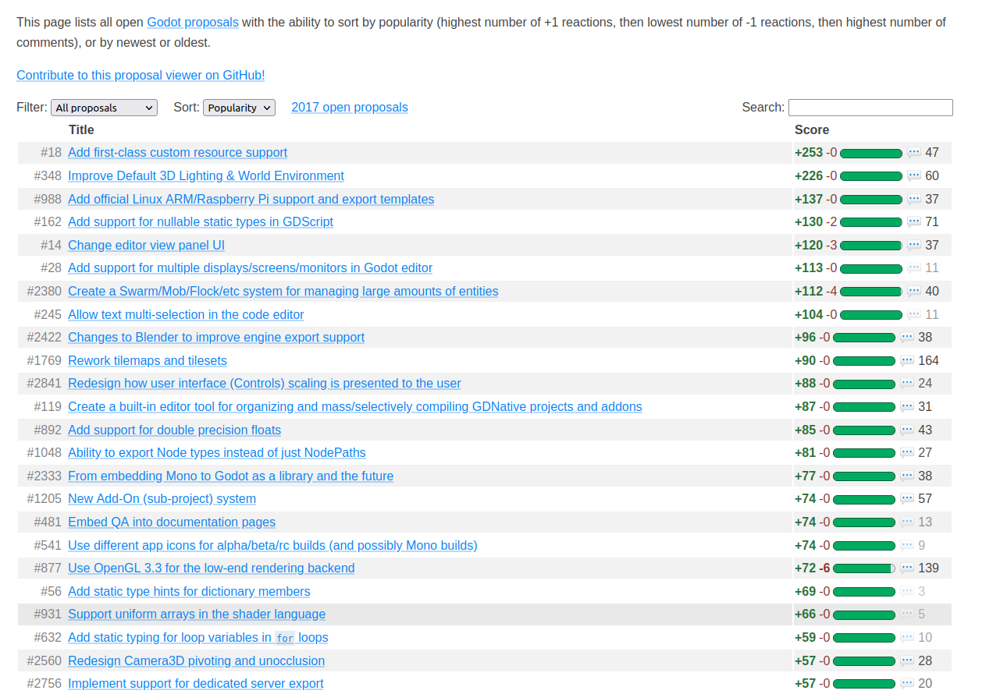 This page lists all open Godot proposals with the ability to sort by popularity (highest number of +1 reactions, then lowest number of -1 reactions, then highest number of
comments), or by newest or oldest.
Contribute to this proposal viewer on GitHub!
Filter: All proposals Sort: Popularity 2017 open proposals Search:
Title Score
#18 Add first-class custom resource support +253 -0 47
#348 Improve Default 3D Lighting & World Environment +226 -0 60
#988 Add official Linux ARM/Raspberry Pi support and export templates +137 -0 37
#162 Add support for nullable static types in GDScript +130 -2 71
#14 Change editor view panel UI +120 -3 37
#28 Add support for multiple displays/screens/monitors in Godot editor +113 -0 11
#2380 Create a Swarm/Mob/Flock/etc system for managing large amounts of entities +112 -4 40
#245 Allow text multi-selection in the code editor +104 -0 11
#2422 Changes to Blender to improve engine export support +96 -0 38
#1769 Rework tilemaps and tilesets +90 -0 164
#2841 Redesign how user interface (Controls) scaling is presented to the user +88 -0 24
#119 Create a built-in editor tool for organizing and mass/selectively compiling GDNative projects and addons +87 -0 31
#892 Add support for double precision floats +85 -0 43
#1048 Ability to export Node types instead of just NodePaths +81 -0 27
#2333 From embedding Mono to Godot as a library and the future +77 -0 38
#1205 New Add-On (sub-project) system +74 -0 57
#481 Embed QA into documentation pages +74 -0 13
#541 Use different app icons for alpha/beta/rc builds (and possibly Mono builds) +74 -0 9
#877 Use OpenGL 3.3 for the low-end rendering backend +72 -6 139
#56 Add static type hints for dictionary members +69 -0 3
#931 Support uniform arrays in the shader language +66 -0 5
#632 Add static typing for loop variables in for loops +59 -0 10
#2560 Redesign Camera3D pivoting and unocclusion +57 -0 28
#2756 Implement support for dedicated server export +57 -0 20